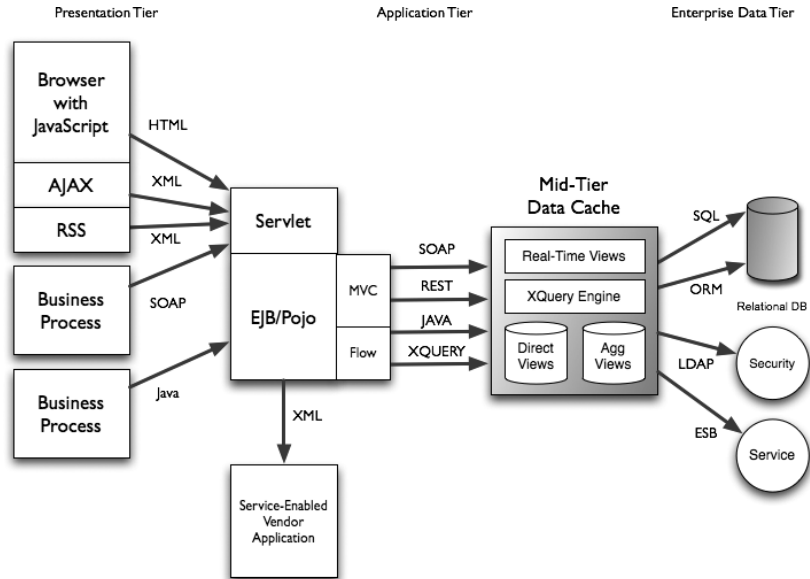 Presentation Tier
Application Tier
Enterprise Data Tier
Browser
with
JavaScript
HTML
AJAX
XML
RSS
XML
Business
Process
SOAP
Business
Process
Java
Servlet
EJB/Pojo
MVC
Flow
XML
Service-Enabled
Vendor
Application
SOAP
REST
JAVA
XQUERY
Mid-Tier
Data Cache
Real-Time Views
XQuery Engine
Direct
Views
Agg
Views
SQL
ORM
Relational DB
LDAP
Security
ESB
Service